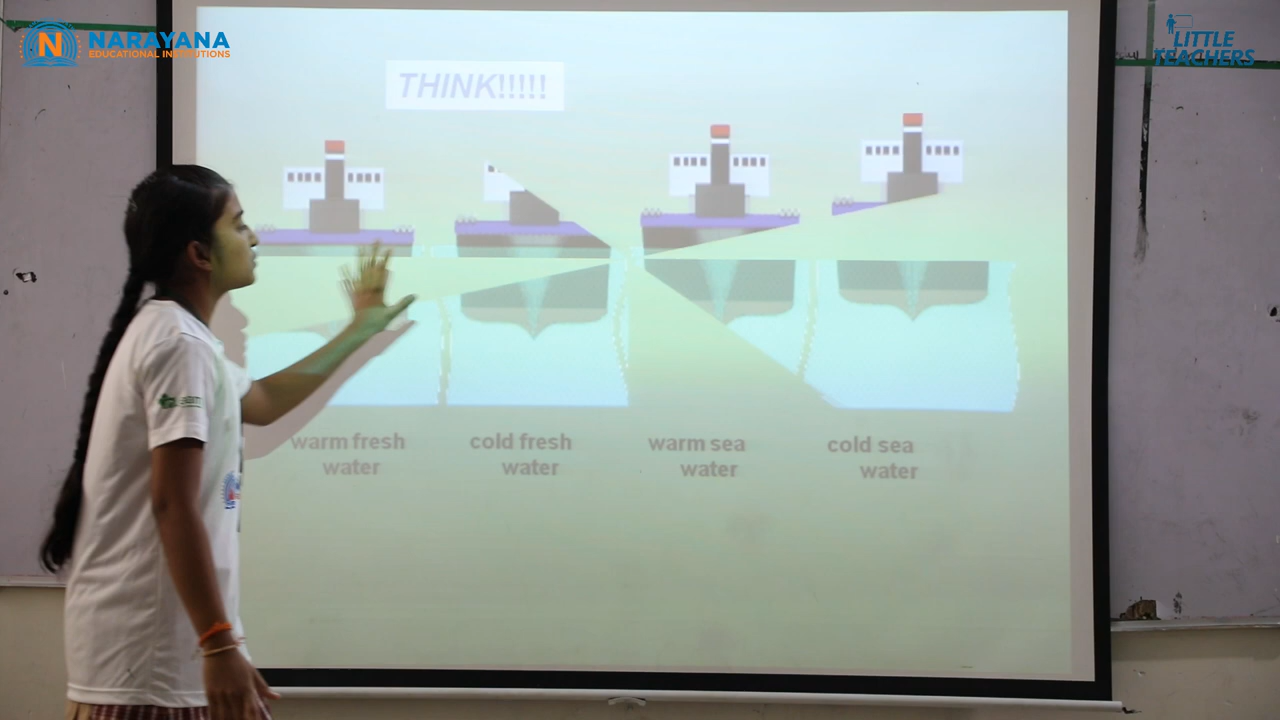 NARAYANA
EDUCATIONAL INSTITUTIONS
LITTLE
TEACHERS
THINK!!!!!
warm fresh
water
cold fresh
water
warm sea
water
cold sea
water